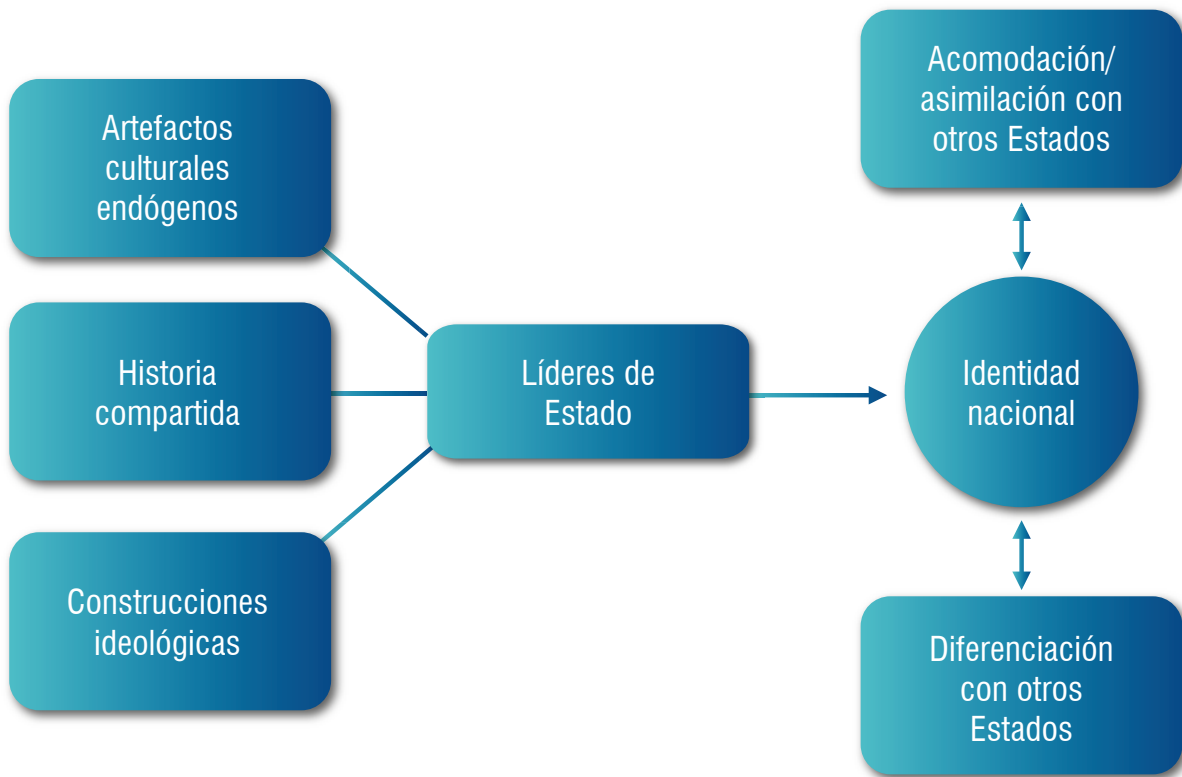 Artefactos
culturales
endógenos
Historia
compartida
Construcciones
ideológicas
Líderes de
Estado
Identidad
nacional
Acomodación/
asimilación con
otros Estados
Diferenciación
con otros
Estados